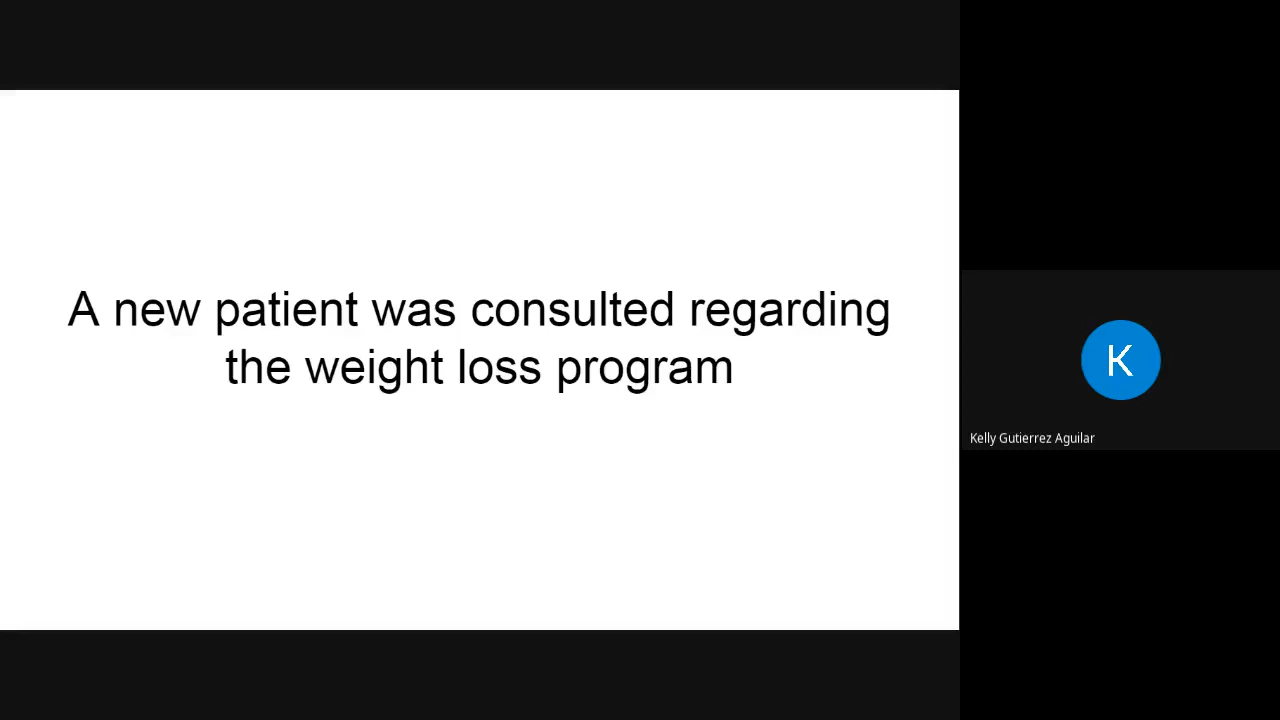 A new patient was consulted regarding
the weight loss program
K
Kelly Gutierrez Aguilar